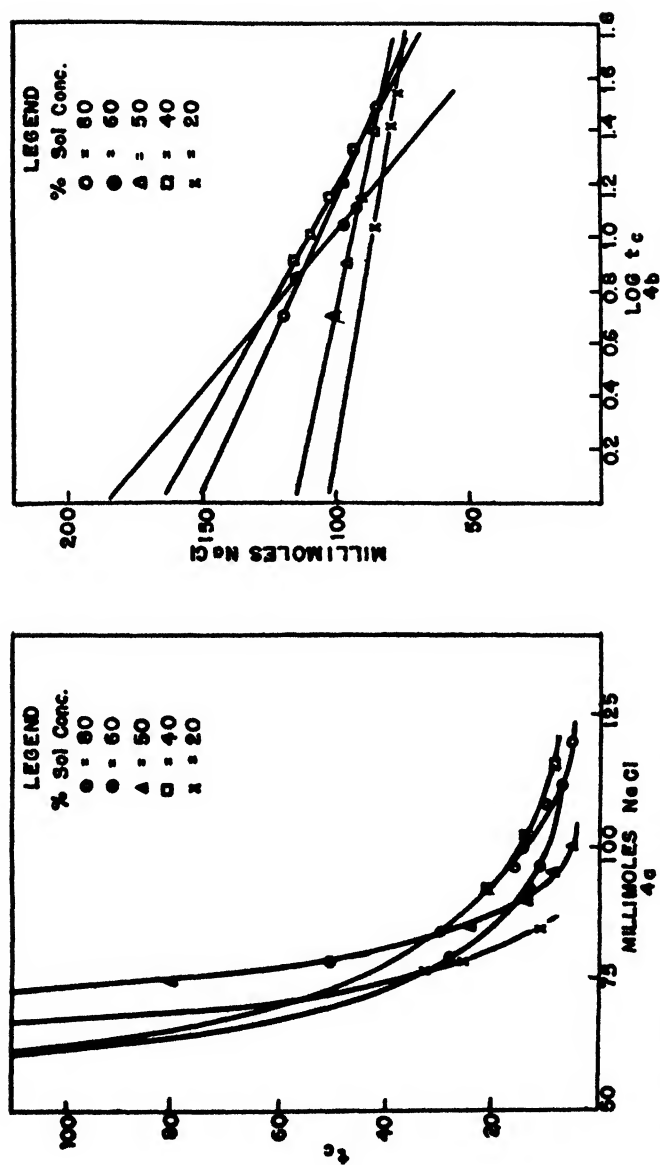 LEGEND
% Sol Conc.
= 80
= 60
= 50
= 40
= 20
100
80
60
40
20
tc
50
75
100
125
MILLIMOLES NaCl
4a
LEGEND
% Sol Conc.
= 80
= 60
= 50
= 40
= 20
200
150
100
50
MILLIMOLES NaCl
0.2 0.4 0.6 0.8 1.0 1.2 1.4 1.6 1.8
LOG tc
4b